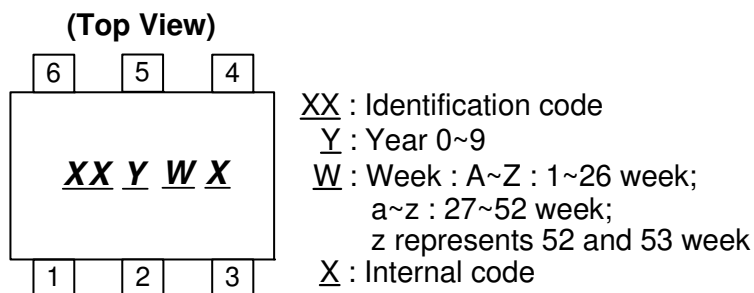 (Top View)
6 5 4
XX Y W X
1 2 3
XX : Identification code
Y : Year 0~9
W : Week : A~Z : 1~26 week;
a~z : 27~52 week;
z represents 52 and 53 week
X : Internal code